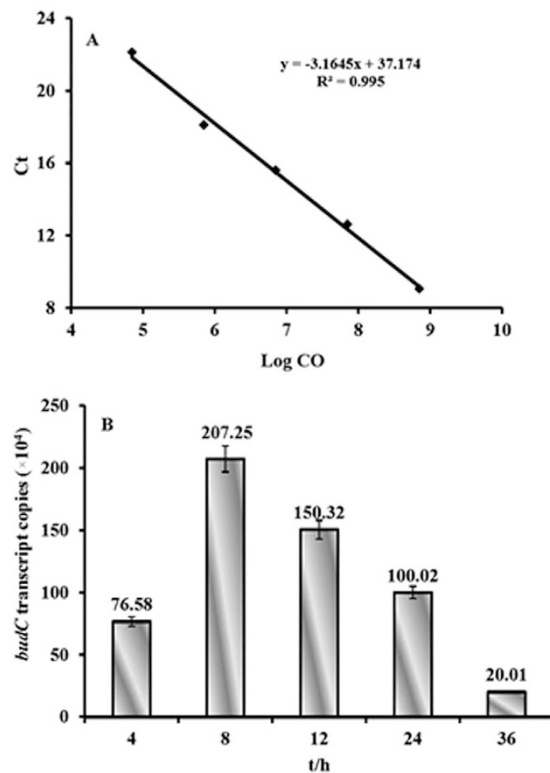 24
A
y = -3.1645x + 37.174
R² = 0.995
20
16
Ct
12
8
4 5 6 7 8 9 10
Log CO
B
250
207.25
200
150.32
150
budC transcript copies (×10⁴)
100.02
100
76.58
50
20.01
0
4 8 12 24 36
t/h